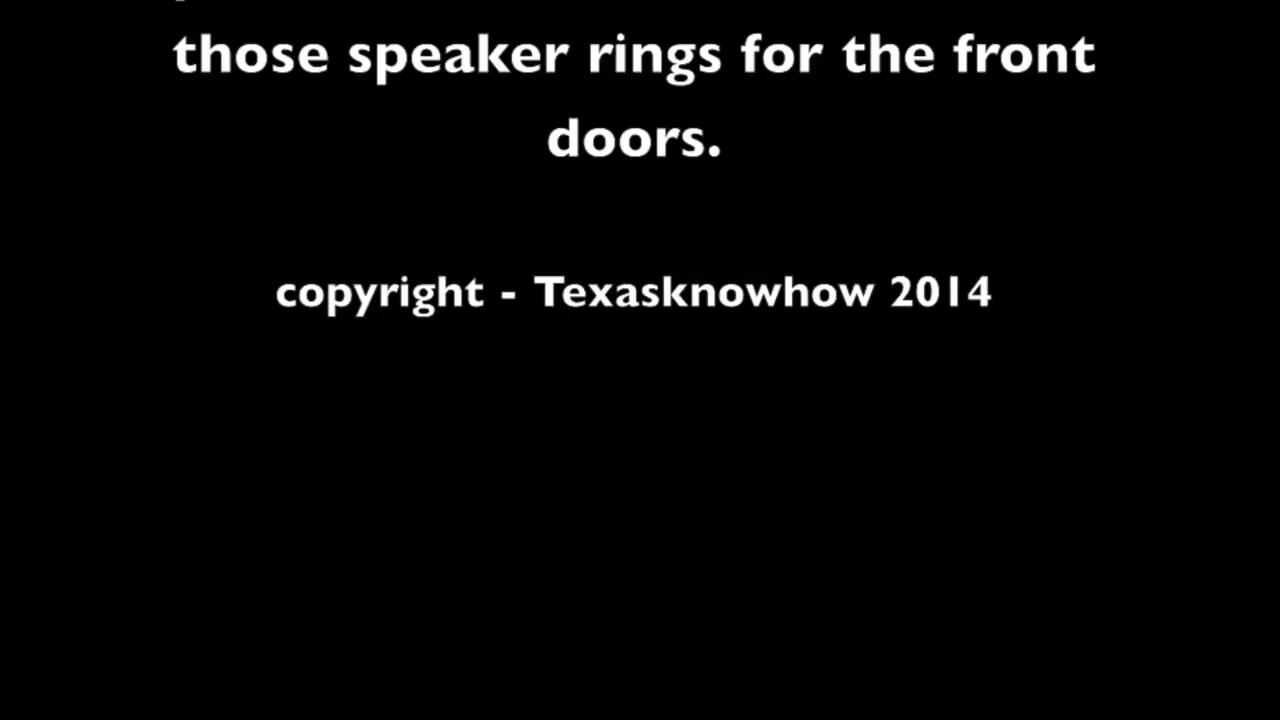 those speaker rings for the front
doors.
copyright - Texasknowhow 2014